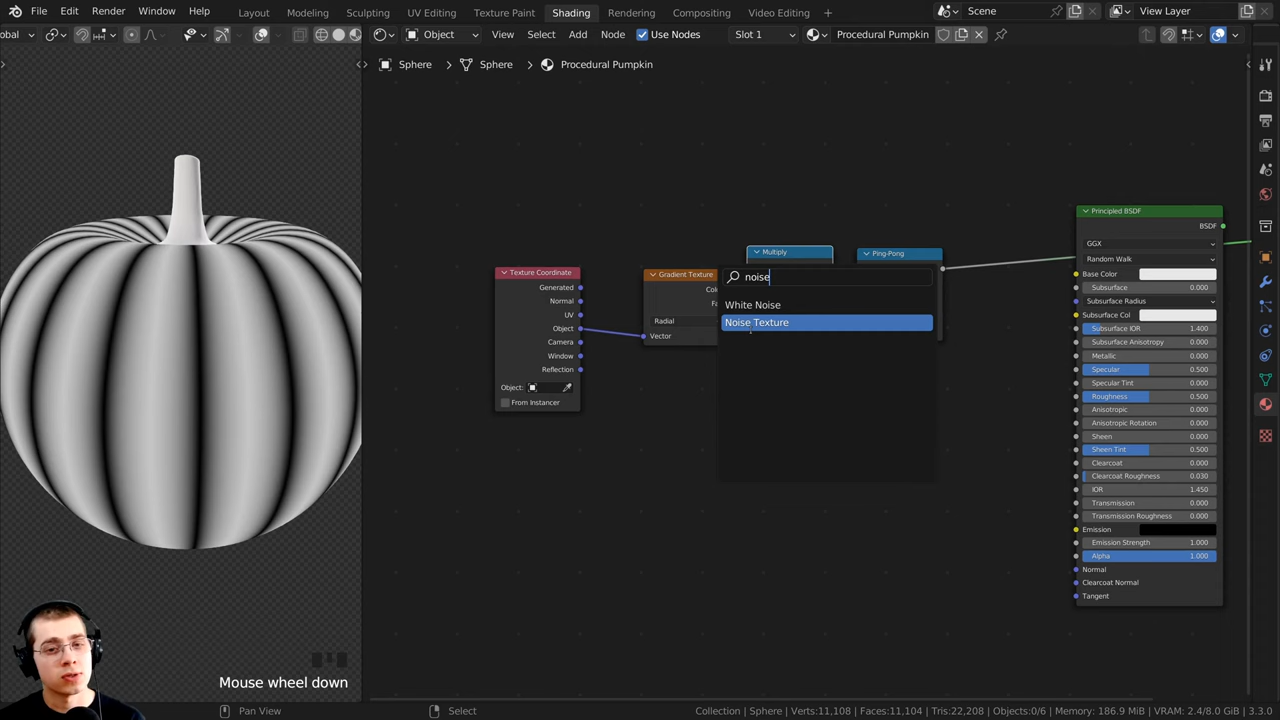 File Edit Render Window Help Layout Modeling Sculpting UV Editing Texture Paint Shading Rendering Compositing Video Editing + Scene View Layer
Object View Select Add Node Use Nodes Slot 1 Procedural Pumpkin
Sphere > Sphere > Procedural Pumpkin
Texture Coordinate
Generated
Normal
UV
Object
Camera
Window
Reflection
Object:
From Instancer
Gradient Texture
Radial
Vector
Multiply
Ping-Pong
noise
White Noise
Noise Texture
Principled BSDF
BSDF
GGX
Random Walk
Base Color
Subsurface 0.000
Subsurface Radius
Subsurface Col
Subsurface IOR 1.400
Subsurface Anisotropy 0.000
Metallic 0.000
Specular 0.500
Specular Tint 0.000
Roughness 0.500
Anisotropic 0.000
Anisotropic Rotation 0.000
Sheen 0.000
Sheen Tint 0.500
Clearcoat 0.000
Clearcoat Roughness 0.030
IOR 1.450
Transmission 0.000
Transmission Roughness 0.000
Emission
Emission Strength 1.000
Alpha 1.000
Normal
Clearcoat Normal
Tangent
Mouse wheel down
Pan View Select Collection | Sphere | Verts:11,108 | Faces:11,104 | Tris:22,208 | Objects:0/6 | Memory: 186.9 MiB | VRAM: 2.4/8.0 GiB | 3.3.0